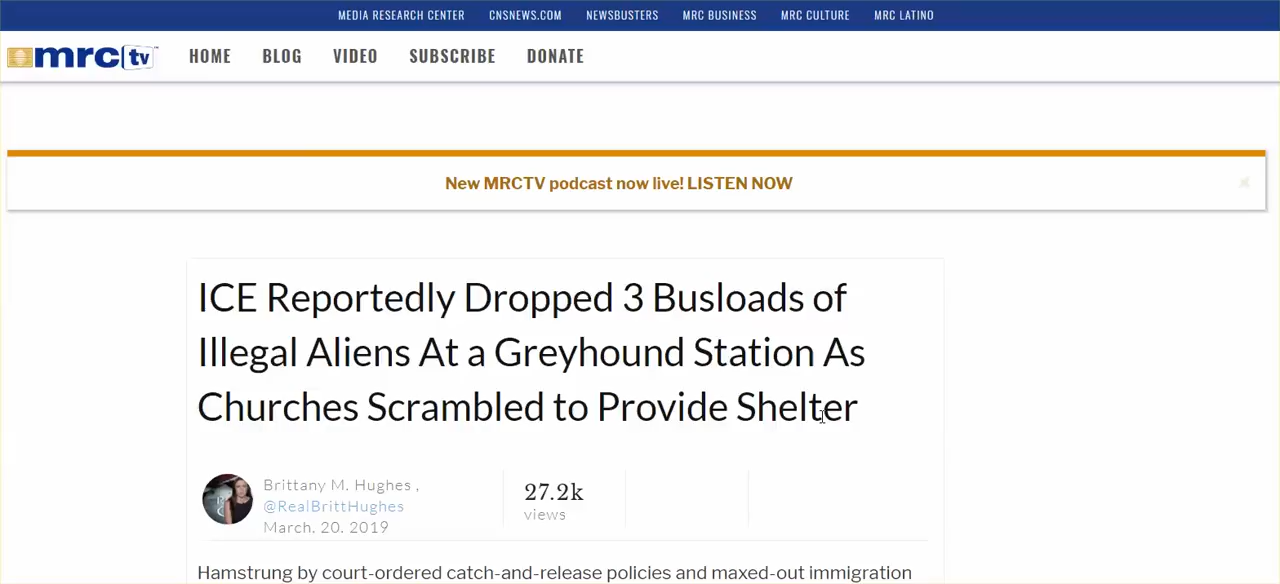 MEDIA RESEARCH CENTER CNSNEWS.COM NEWSBUSTERS MRC BUSINESS MRC CULTURE MRC LATINO
mrc tv HOME BLOG VIDEO SUBSCRIBE DONATE
New MRCTV podcast now live! LISTEN NOW
ICE Reportedly Dropped 3 Busloads of
Illegal Aliens At a Greyhound Station As
Churches Scrambled to Provide Shelter
Brittany M. Hughes ,
@RealBrittHughes
March. 20. 2019
27.2k
views
Hamstrung by court-ordered catch-and-release policies and maxed-out immigration